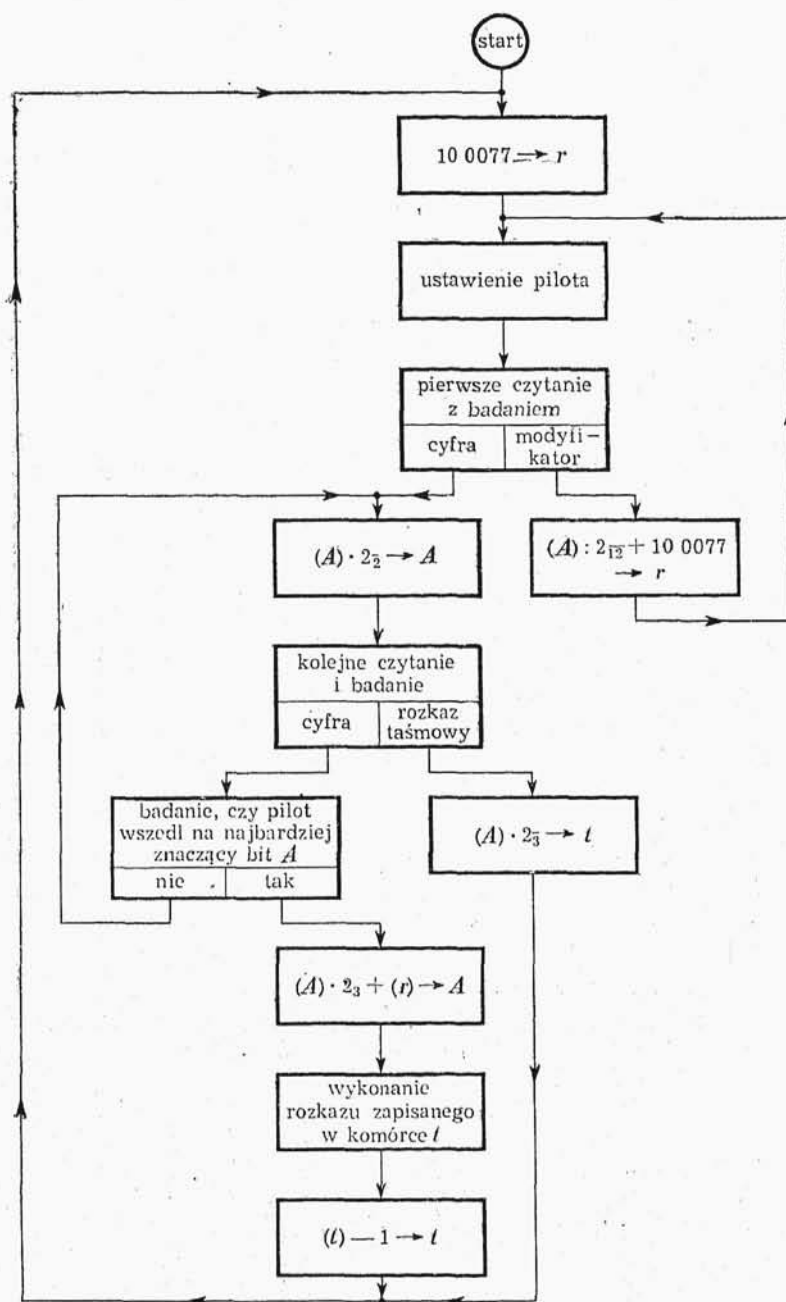 start
10 0077 → r
ustawienie pilota
pierwsze czytanie
z badaniem
cyfra
modyfi-
kator
(A) · 2₂̅ → A
(A) : 2₁₂̅ + 10 0077
→ r
kolejne czytanie
i badanie
cyfra
rozkaz
taśmowy
badanie, czy pilot
wszedł na najbardziej
znaczący bit A
nie
tak
(A) · 2₃̅ → t
(A) · 2₃ + (r) → A
wykonanie
rozkazu zapisanego
w komórce t
(t) — 1 → t